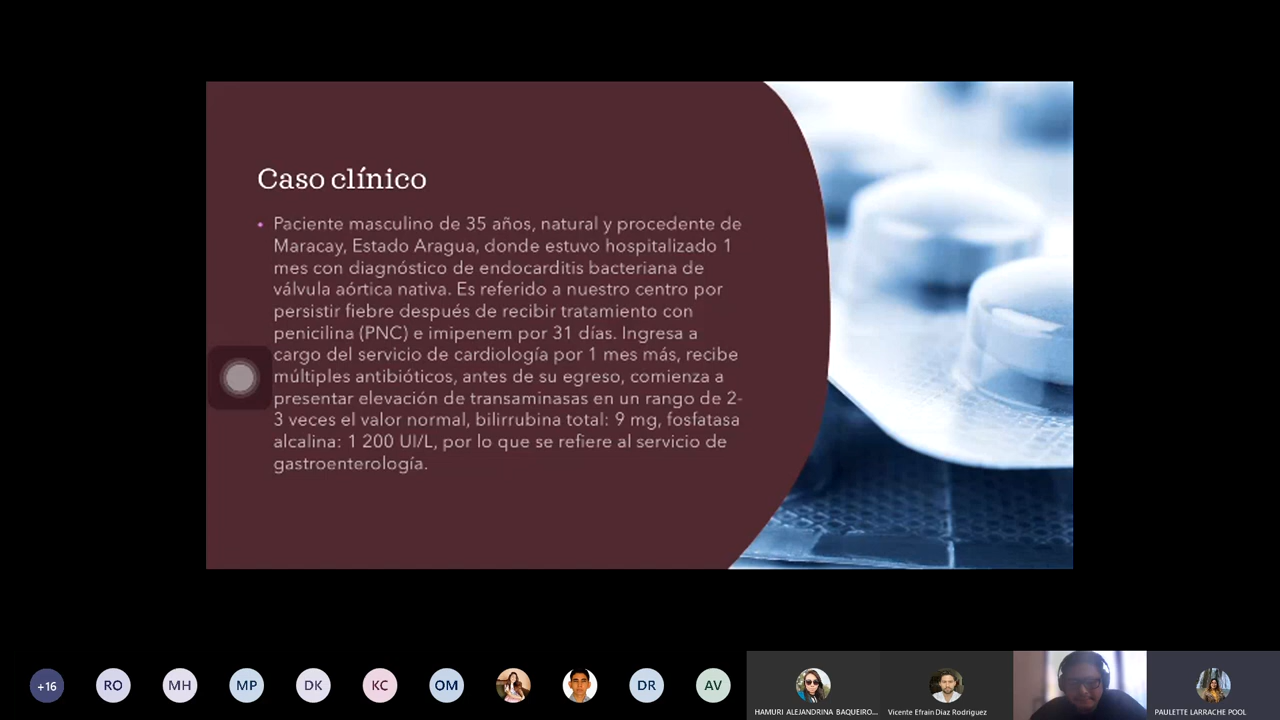 Caso clínico
• Paciente masculino de 35 años, natural y procedente de
Maracay, Estado Aragua, donde estuvo hospitalizado 1
mes con diagnóstico de endocarditis bacteriana de
válvula aórtica nativa. Es referido a nuestro centro por
persistir fiebre después de recibir tratamiento con
penicilina (PNC) e imipenem por 31 días. Ingresa a
cargo del servicio de cardiología por 1 mes más, recibe
múltiples antibióticos, antes de su egreso, comienza a
presentar elevación de transaminasas en un rango de 2-
3 veces el valor normal, bilirrubina total: 9 mg, fosfatasa
alcalina: 1 200 UI/L, por lo que se refiere al servicio de
gastroenterología.
+16
RO
MH
MP
DK
KC
OM
DR
AV
HAMURI ALEJANDRINA BAQUEIRO...
Vicente Efrain Diaz Rodriguez
PAULETTE LARRACHE POOL